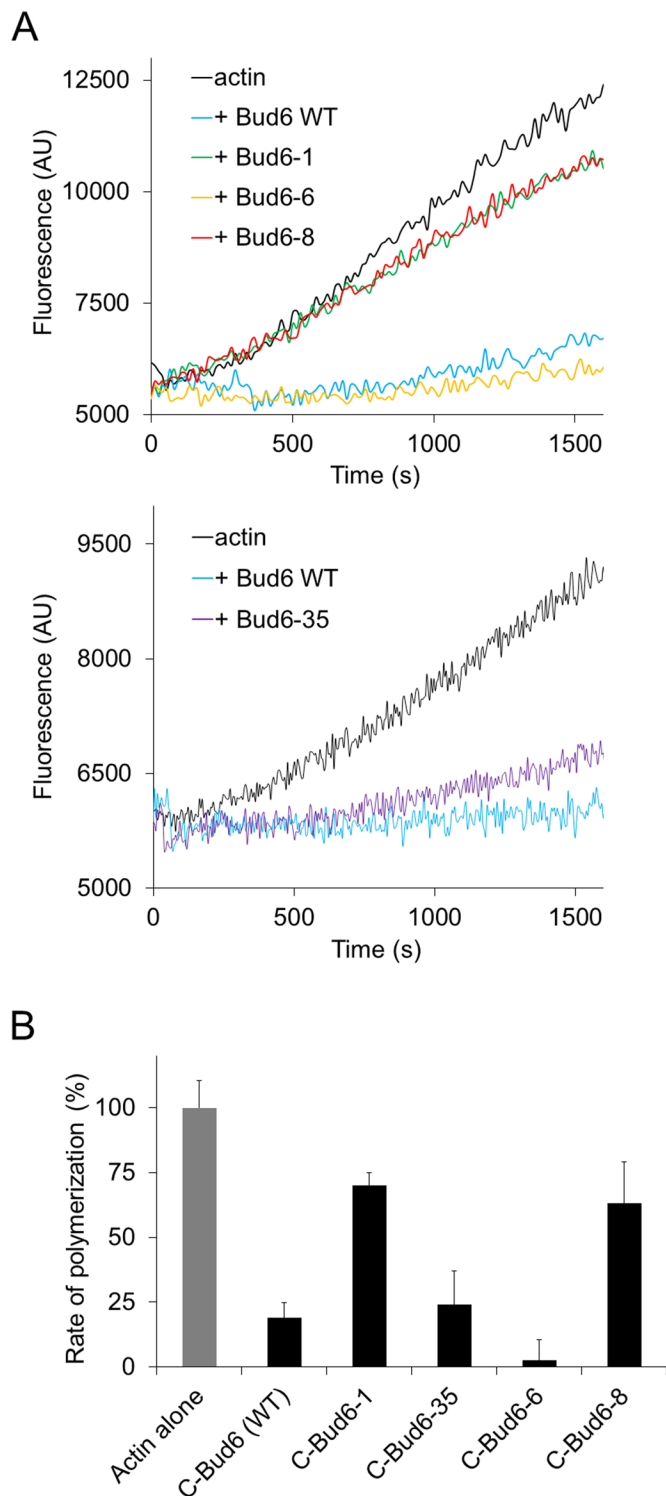 A
Fluorescence (AU)
12500
10000
7500
5000
actin
+ Bud6 WT
+ Bud6-1
+ Bud6-6
+ Bud6-8
0 500 1000 1500
Time (s)
Fluorescence (AU)
9500
8000
6500
5000
actin
+ Bud6 WT
+ Bud6-35
0 500 1000 1500
Time (s)
B
Rate of polymerization (%)
100
75
50
25
0
Actin alone
C-Bud6 (WT)
C-Bud6-1
C-Bud6-35
C-Bud6-6
C-Bud6-8